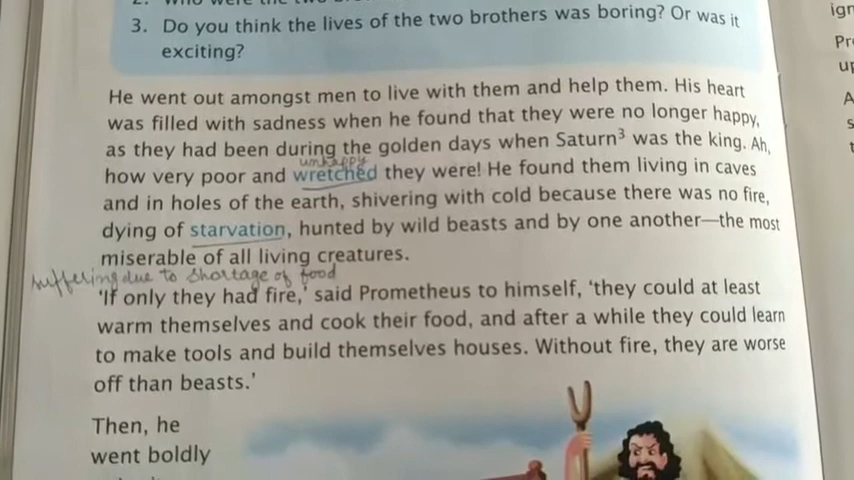 3. Do you think the lives of the two brothers was boring? Or was it
exciting?
He went out amongst men to live with them and help them. His heart
was filled with sadness when he found that they were no longer happy,
as they had been during the golden days when Saturn³ was the king. Ah,
unhappy
how very poor and wretched they were! He found them living in caves
and in holes of the earth, shivering with cold because there was no fire,
dying of starvation, hunted by wild beasts and by one another—the most
miserable of all living creatures.
suffering due to shortage of food
‘If only they had fire,’ said Prometheus to himself, ‘they could at least
warm themselves and cook their food, and after a while they could learn
to make tools and build themselves houses. Without fire, they are worse
off than beasts.’
Then, he
went boldly